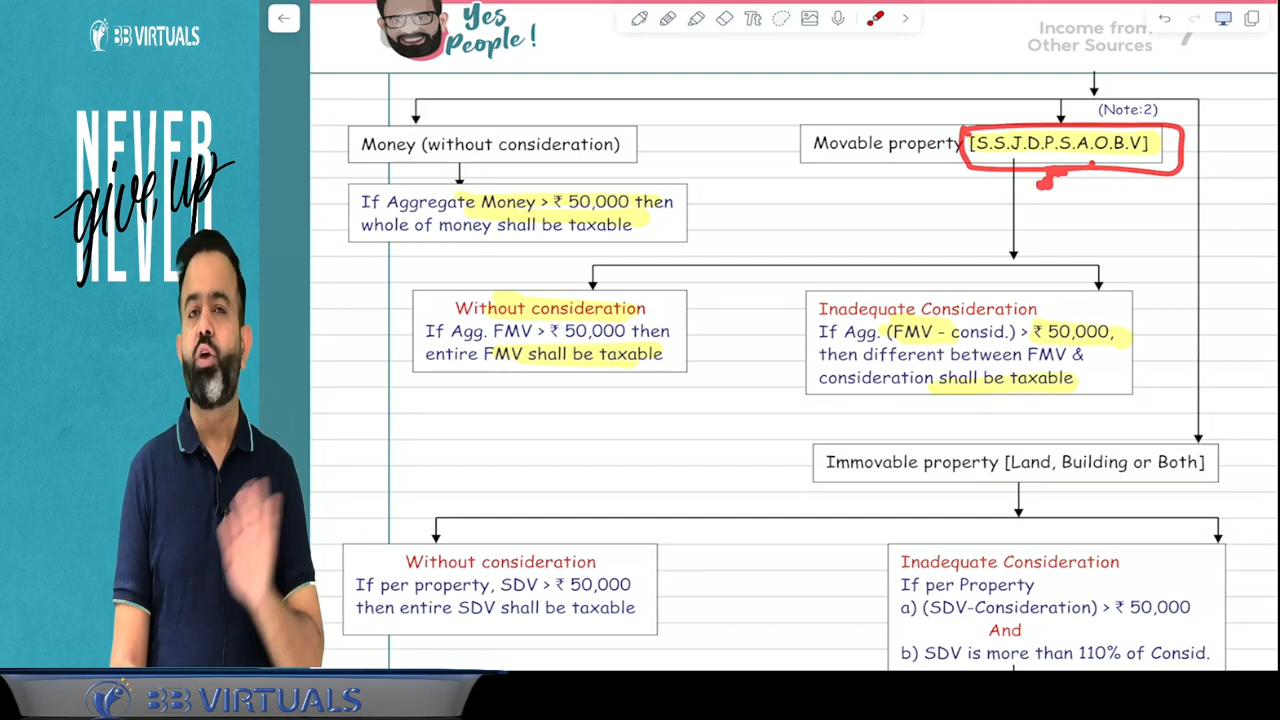 BB VIRTUALS
NEVER
give up
NEVER
Yes
People!
Tt
Income from
Other Sources
7
(Note:2)
Money (without consideration)
Movable property [S.S.J.D.P.S.A.O.B.V]
If Aggregate Money > ₹ 50,000 then
whole of money shall be taxable
Without consideration
If Agg. FMV > ₹ 50,000 then
entire FMV shall be taxable
Inadequate Consideration
If Agg. (FMV - consid.) > ₹ 50,000,
then different between FMV &
consideration shall be taxable
Immovable property [Land, Building or Both]
Without consideration
If per property, SDV > ₹ 50,000
then entire SDV shall be taxable
Inadequate Consideration
If per Property
a) (SDV-Consideration) > ₹ 50,000
And
b) SDV is more than 110% of Consid.
BB VIRTUALS